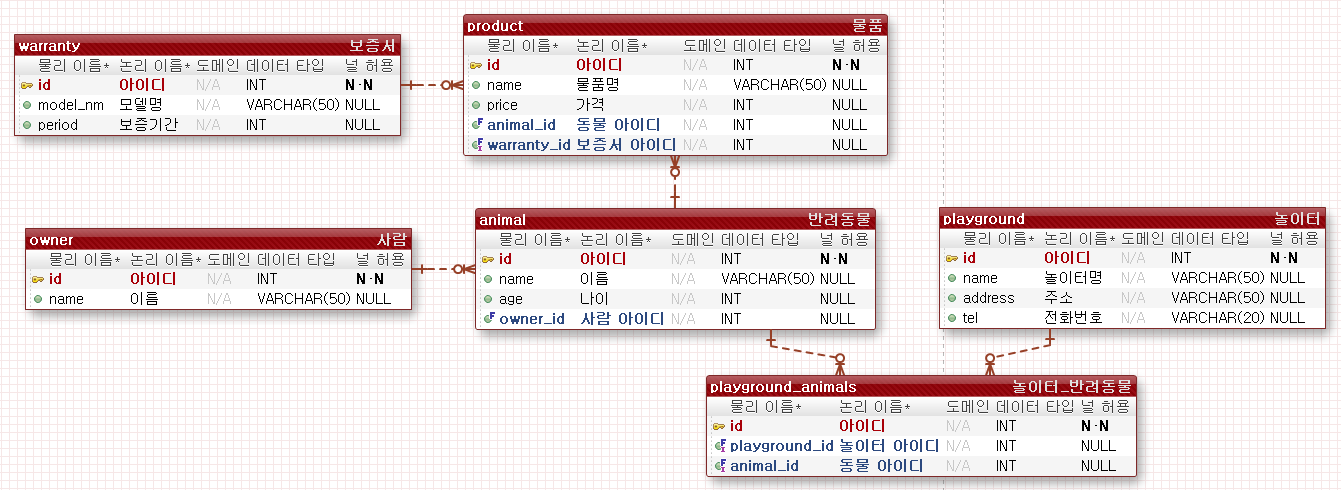 warranty 보증서
물리 이름* 논리 이름* 도메인 데이터 타입 널 허용
id 아이디 N/A INT N·N
model_nm 모델명 N/A VARCHAR(50) NULL
period 보증기간 N/A INT NULL
product 물품
물리 이름* 논리 이름* 도메인 데이터 타입 널 허용
id 아이디 N/A INT N·N
name 물품명 N/A VARCHAR(50) NULL
price 가격 N/A INT NULL
animal_id 동물 아이디 N/A INT NULL
warranty_id 보증서 아이디 N/A INT NULL
owner 사람
물리 이름* 논리 이름* 도메인 데이터 타입 널 허용
id 아이디 N/A INT N·N
name 이름 N/A VARCHAR(50) NULL
animal 반려동물
물리 이름* 논리 이름* 도메인 데이터 타입 널 허용
id 아이디 N/A INT N·N
name 이름 N/A VARCHAR(50) NULL
age 나이 N/A INT NULL
owner_id 사람 아이디 N/A INT NULL
playground 놀이터
물리 이름* 논리 이름* 도메인 데이터 타입 널 허용
id 아이디 N/A INT N·N
name 놀이터명 N/A VARCHAR(50) NULL
address 주소 N/A VARCHAR(50) NULL
tel 전화번호 N/A VARCHAR(20) NULL
playground_animals 놀이터_반려동물
물리 이름* 논리 이름* 도메인 데이터 타입 널 허용
id 아이디 N/A INT N·N
playground_id 놀이터 아이디 N/A INT NULL
animal_id 동물 아이디 N/A INT NULL